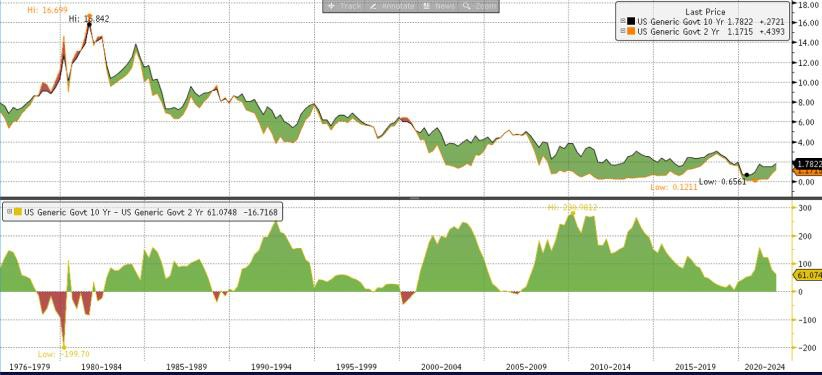 Track Annotate News Zoom
Hi: 16.699
Hi: 15.842
Last Price
US Generic Govt 10 Yr 1.7822 +.2721
US Generic Govt 2 Yr 1.1715 +.4393
18.00
16.00
14.00
12.00
10.00
8.00
6.00
4.00
1.7822
0.00
Low: 0.6561
Low: 0.1211
US Generic Govt 10 Yr - US Generic Govt 2 Yr 61.0748 -16.7168
300
200
100
61.074
0
-100
-200
Low: -199.70
1976-1979 1980-1984 1985-1989 1990-1994 1995-1999 2000-2004 2005-2009 2010-2014 2015-2019 2020-2024